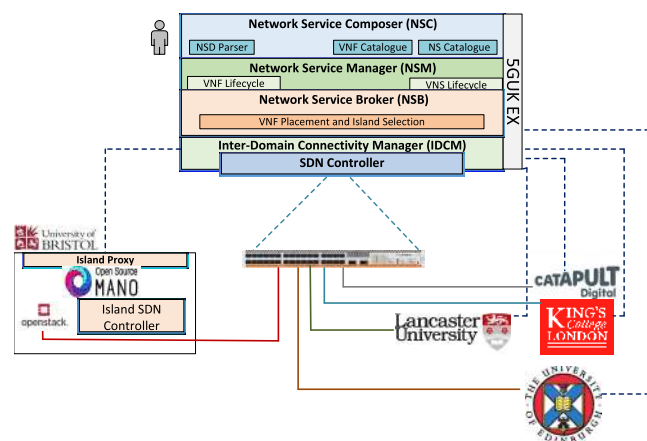 Network Service Composer (NSC)
NSD Parser
VNF Catalogue
NS Catalogue
Network Service Manager (NSM)
VNF Lifecycle
VNS Lifecycle
Network Service Broker (NSB)
VNF Placement and Island Selection
Inter-Domain Connectivity Manager (IDCM)
SDN Controller
5GUK EX
University of
BRISTOL
Island Proxy
Open Source
MANO
openstack.
Island SDN
Controller
CATAPULT
Digital
Lancaster
University
KING'S
College
LONDON
THE UNIVERSITY OF EDINBURGH